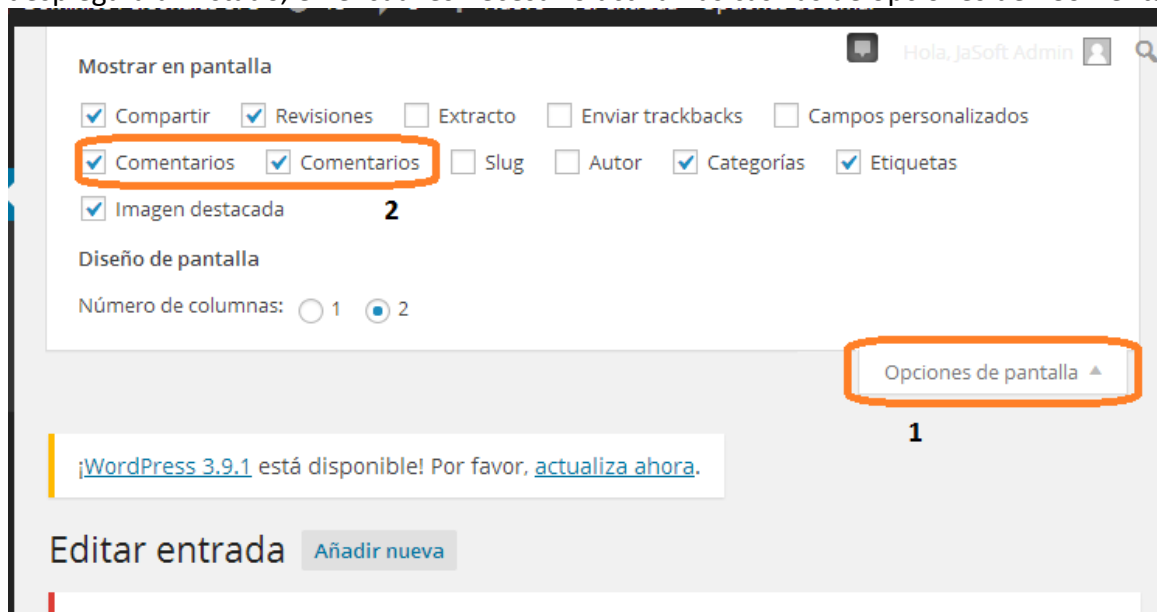 Hola, JaSoft Admin
Mostrar en pantalla
Compartir Revisiones Extracto Enviar trackbacks Campos personalizados
Comentarios Comentarios Slug Autor Categorías Etiquetas
Imagen destacada 2
Diseño de pantalla
Número de columnas: 1 2
Opciones de pantalla
1
¡WordPress 3.9.1 está disponible! Por favor, actualiza ahora.
Editar entrada Añadir nueva